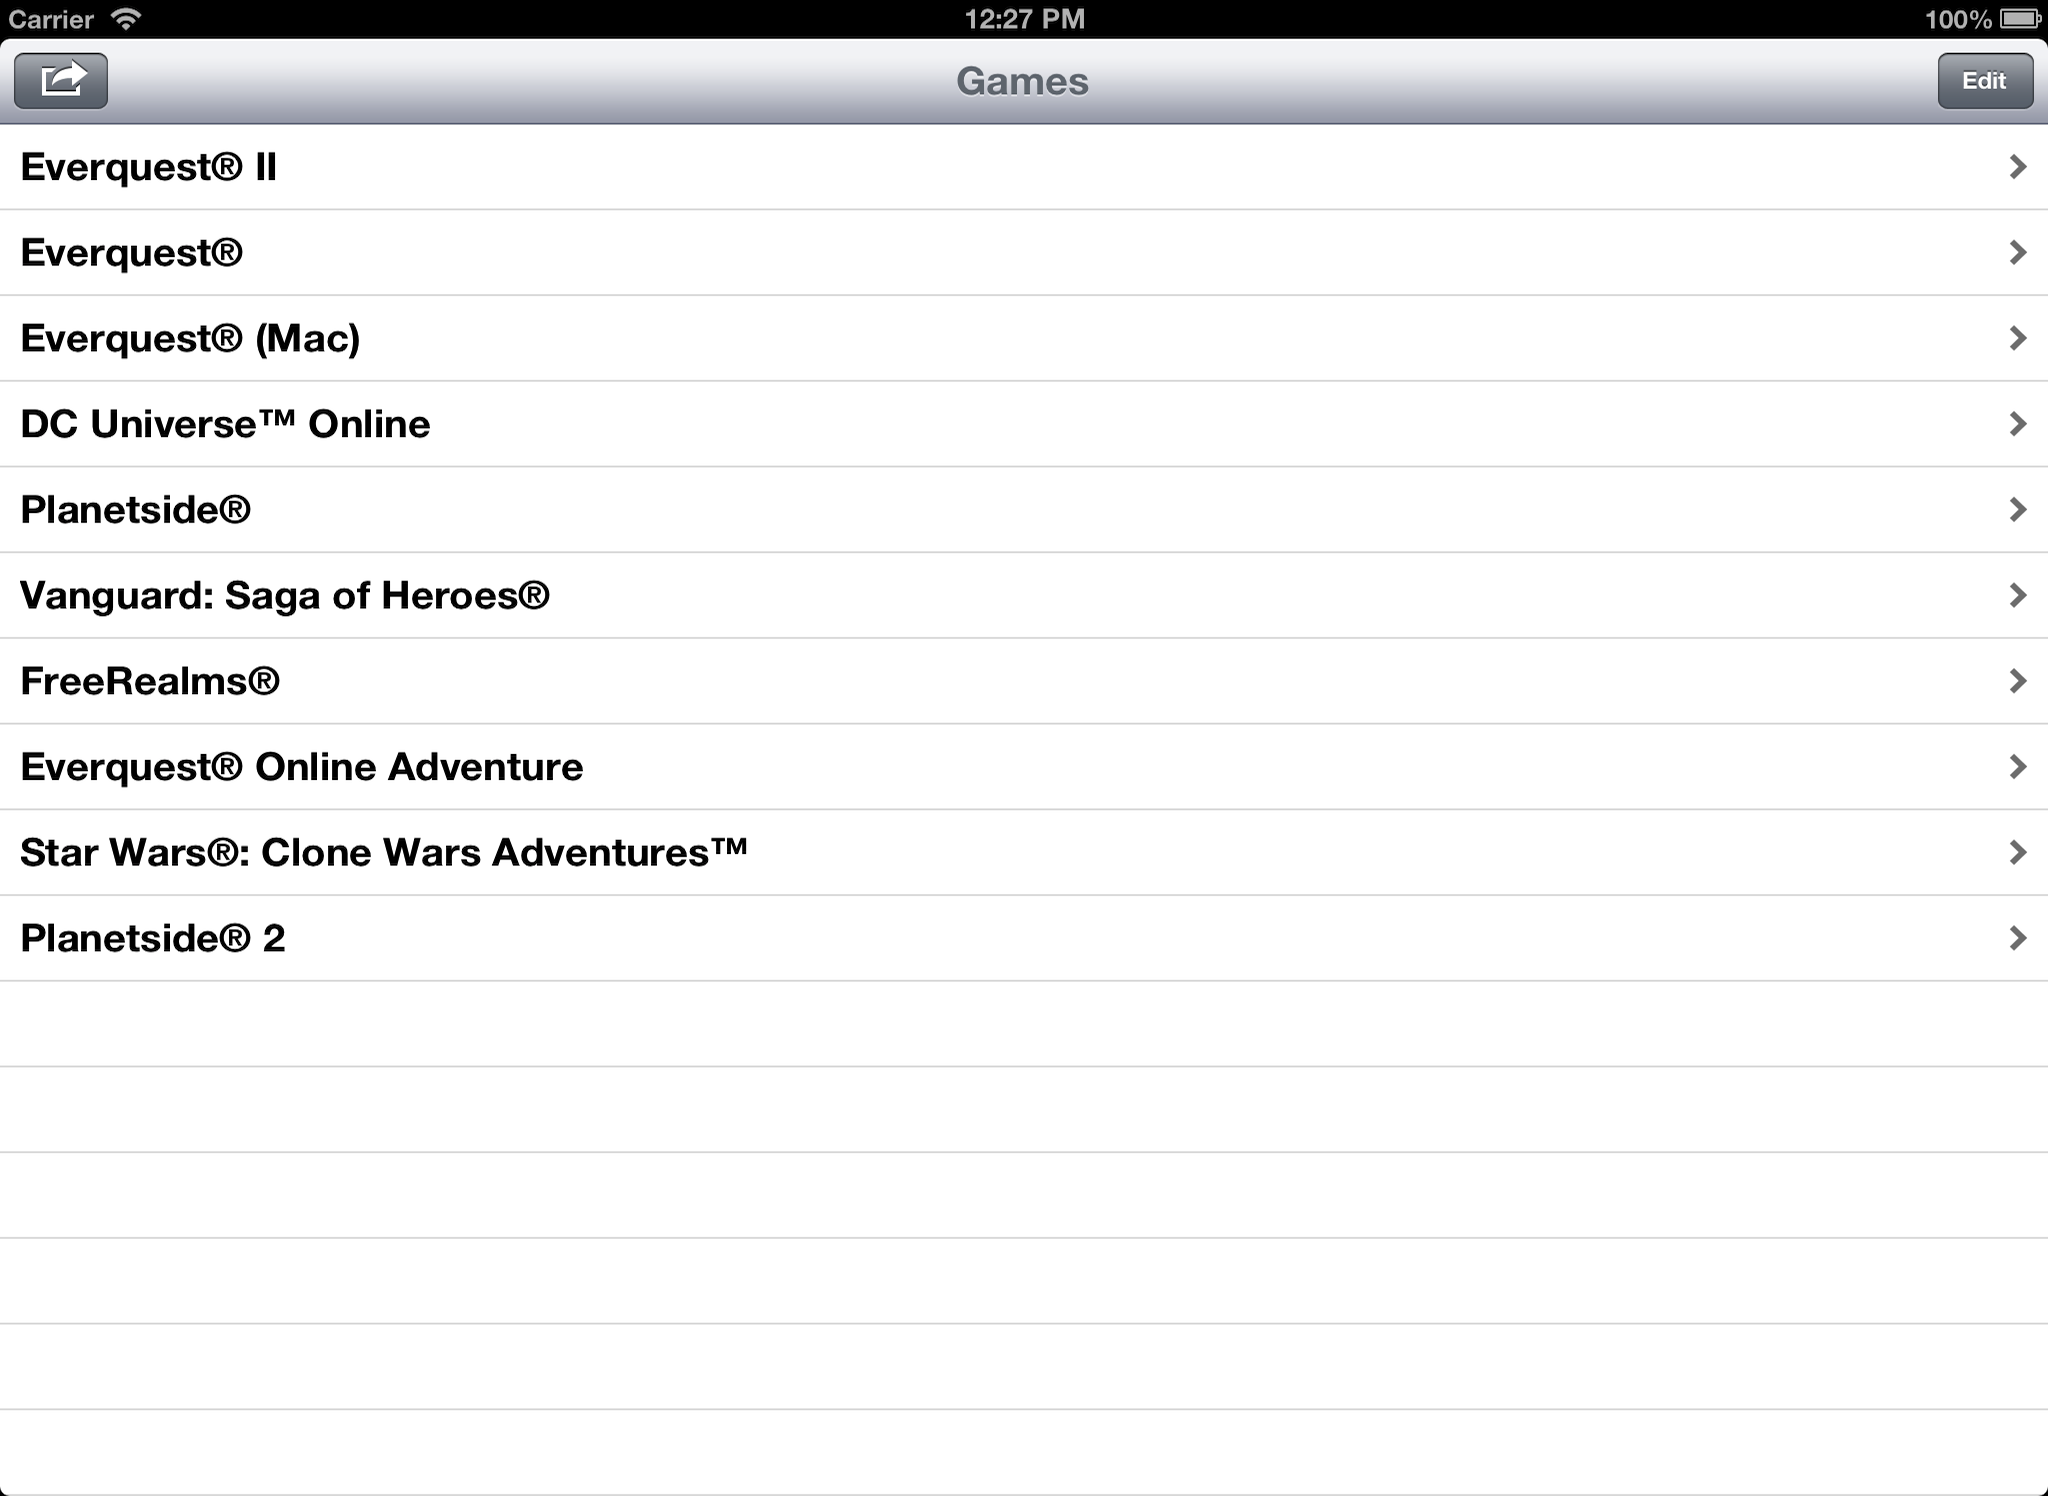 Carrier 12:27 PM 100%
Games Edit
Everquest® II
Everquest®
Everquest® (Mac)
DC Universe™ Online
Planetside®
Vanguard: Saga of Heroes®
FreeRealms®
Everquest® Online Adventure
Star Wars®: Clone Wars Adventures™
Planetside® 2